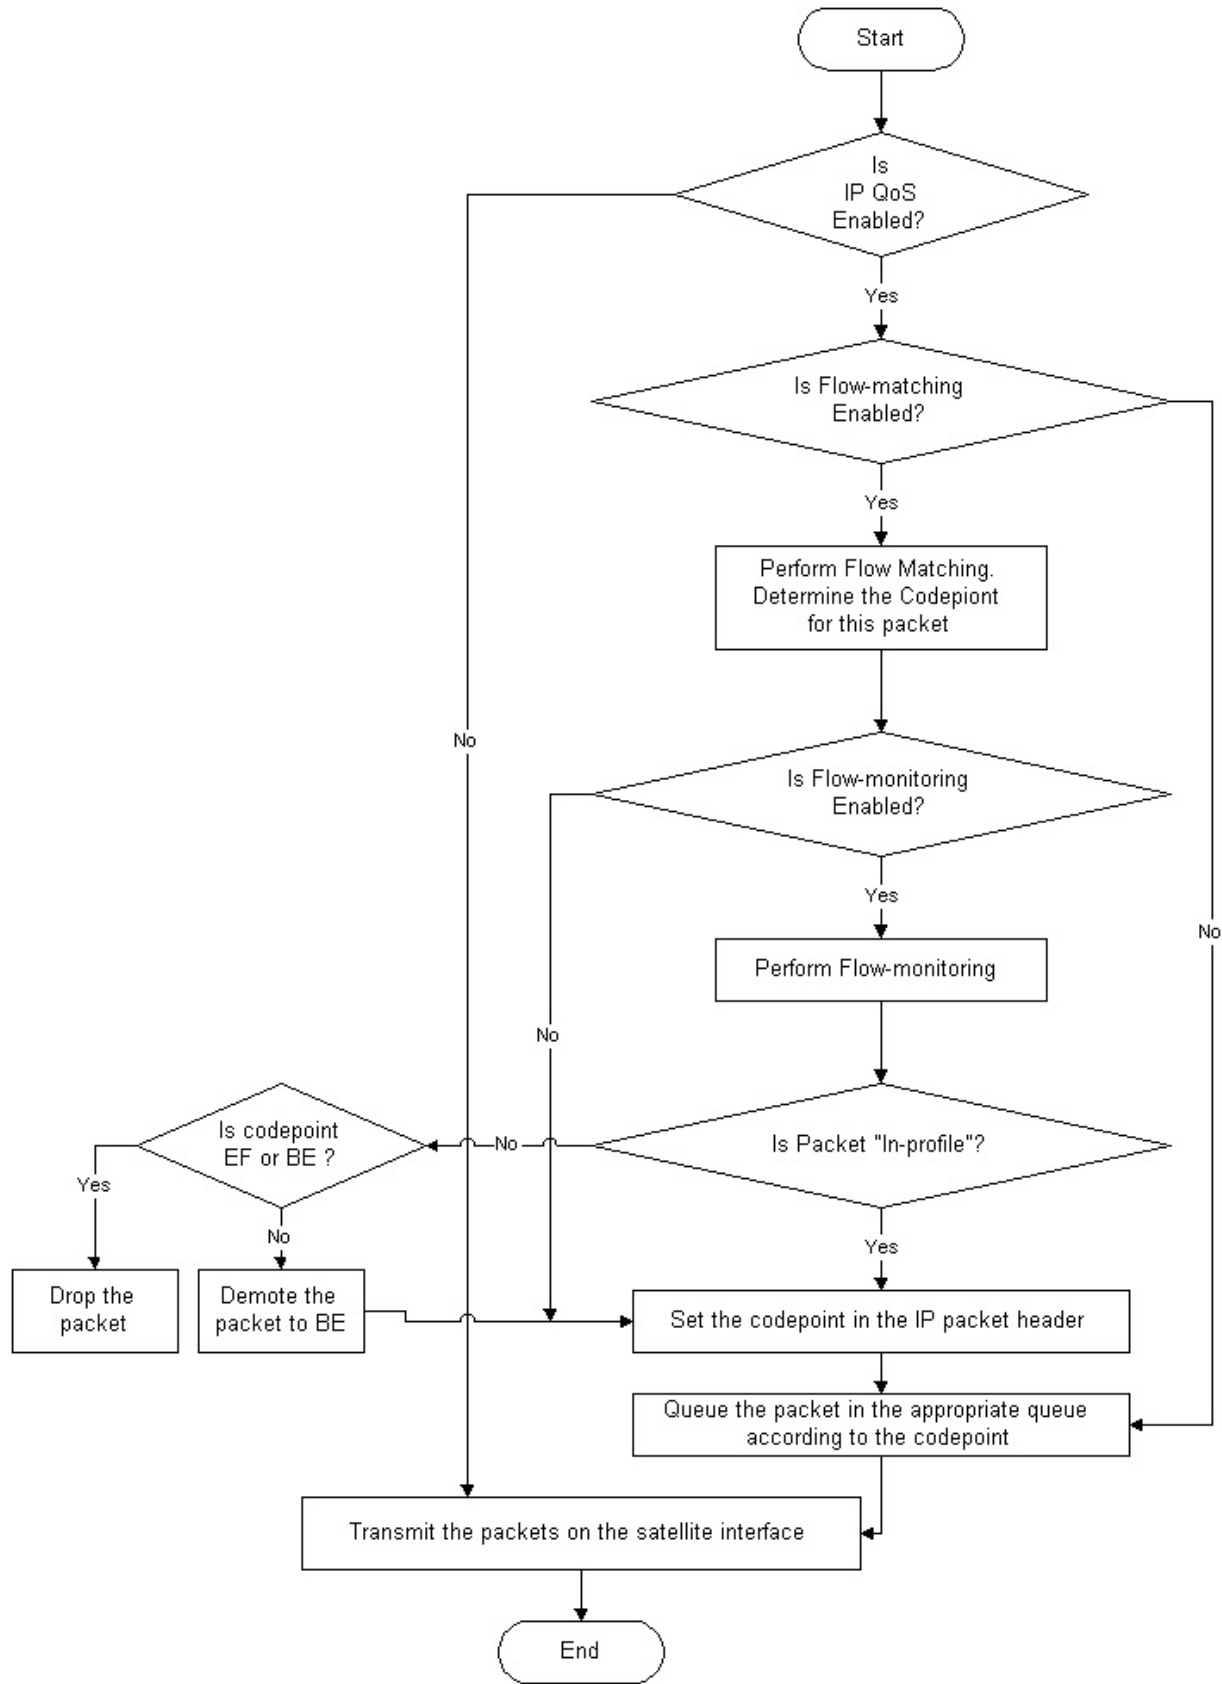 Start
Is
IP QoS
Enabled?
Yes
Is Flow-matching
Enabled?
Yes
Perform Flow Matching.
Determine the Codepiont
for this packet
No
Is Flow-monitoring
Enabled?
Yes
No
Perform Flow-monitoring
No
Is codepoint
EF or BE ?
No
Is Packet "In-profile"?
Yes
No
Yes
Drop the
packet
Demote the
packet to BE
Set the codepoint in the IP packet header
Queue the packet in the appropriate queue
according to the codepoint
Transmit the packets on the satellite interface
End